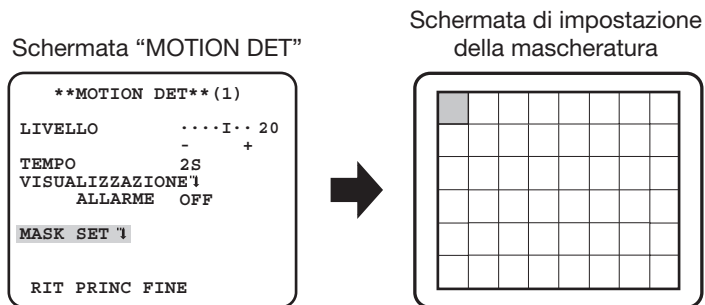 Schermata “MOTION DET”
**MOTION DET**(1)
LIVELLO ····I·· 20
- +
TEMPO 2S
VISUALIZZAZIONE
ALLARME OFF
MASK SET
RIT PRINC FINE
Schermata di impostazione
della mascheratura